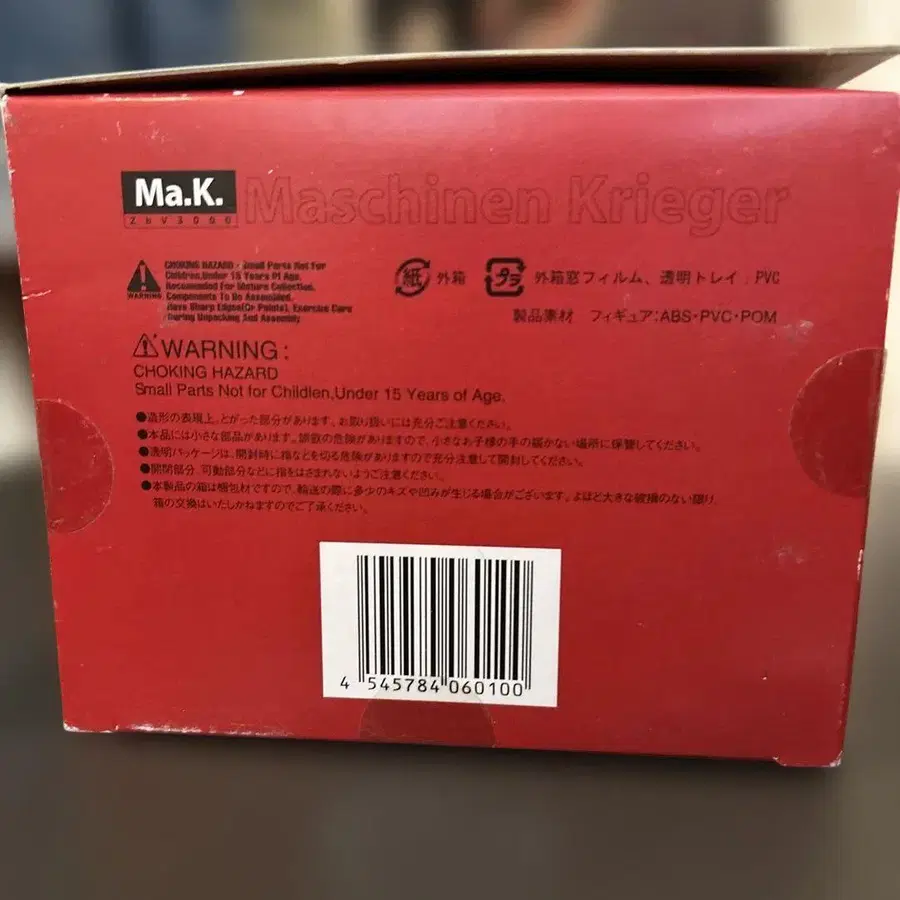 Ma.K.
ZbV3000
Maschinen Krieger
WARNING
CHOKING HAZARD - Small Parts Not For
Children,Under 15 Years Of Age.
Recommended For Mature Collection.
Components To Be Assembled.
Have Sharp Edges(Or Points), Exercise Care
During Unpacking And Assembly
紙 外箱
プラ 外箱窓フィルム、透明トレイ:PVC
製品素材 フィギュア:ABS・PVC・POM
WARNING:
CHOKING HAZARD
Small Parts Not for Childlen,Under 15 Years of Age.
●造形の表現上、とがった部分があります。お取り扱いには充分ご注意ください。
●本品には小さな部品があります。誤飲の危険がありますので、小さなお子様の手の届かない場所に保管してください。
●透明パッケージは、開封時に指などを切る危険がありますので充分注意して開封してください。
●開閉部分、可動部分などに指をはさまれないようご注意ください。
●本製品の箱は梱包材ですので、輸送の際に多少のキズや凹みが生じる場合がございます。よほど大きな破損のない限り、
箱の交換はいたしかねますのでご了承ください。
4 545784 060100